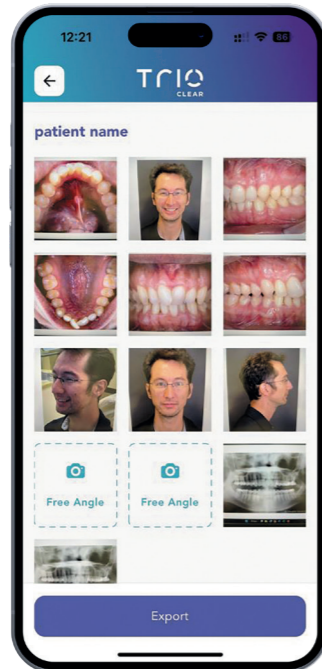 12:21
86
TRIO
CLEAR
patient name
Free Angle
Free Angle
Export